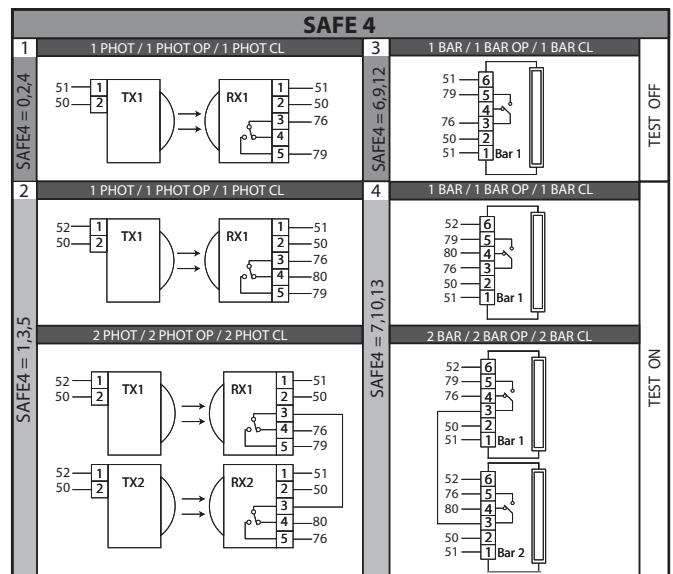 SAFE 4
1
1 PHOT / 1 PHOT OP / 1 PHOT CL
SAFE4 = 0,2,4
51 1
50 2
TX1
RX1
1 51
2 50
3 76
4
5 79
3
1 BAR / 1 BAR OP / 1 BAR CL
SAFE4 = 6,9,12
51 6
79 5
4
76 3
50 2
51 1 Bar 1
TEST OFF
2
1 PHOT / 1 PHOT OP / 1 PHOT CL
SAFE4 = 1,3,5
52 1
50 2
TX1
RX1
1 51
2 50
3 76
4 80
5 79
2 PHOT / 2 PHOT OP / 2 PHOT CL
52 1
50 2
TX1
RX1
1 51
2 50
3
4 76
5 79
52 1
50 2
TX2
RX2
1 51
2 50
3
4 80
5 76
4
1 BAR / 1 BAR OP / 1 BAR CL
SAFE4 = 7,10,13
52 6
79 5
80 4
76 3
50 2
51 1 Bar 1
2 BAR / 2 BAR OP / 2 BAR CL
52 6
79 5
76 4
3
50 2
51 1 Bar 1
52 6
76 5
80 4
3
50 2
51 1 Bar 2
TEST ON